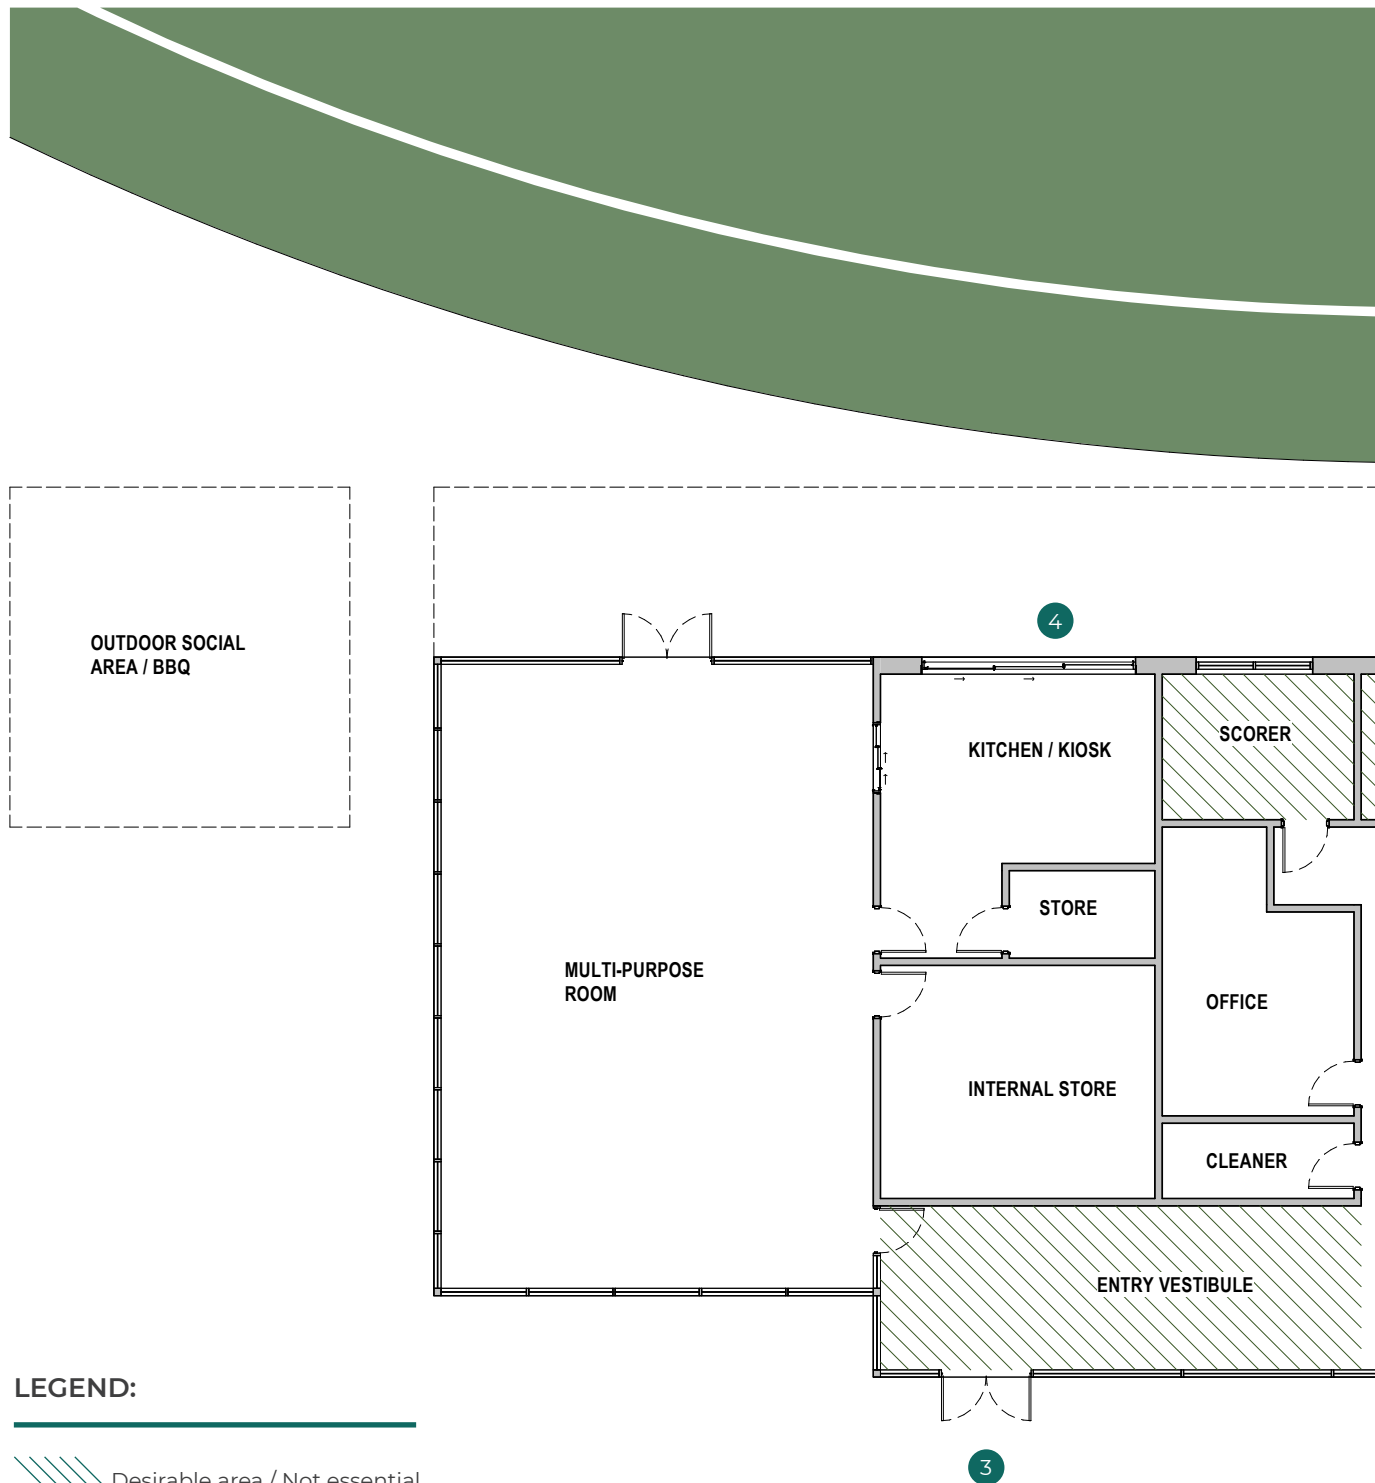 4
OUTDOOR SOCIAL
AREA / BBQ
SCORER
KITCHEN / KIOSK
STORE
MULTI-PURPOSE
ROOM
OFFICE
INTERNAL STORE
CLEANER
ENTRY VESTIBULE
LEGEND:
3
Desirable area / Not essential